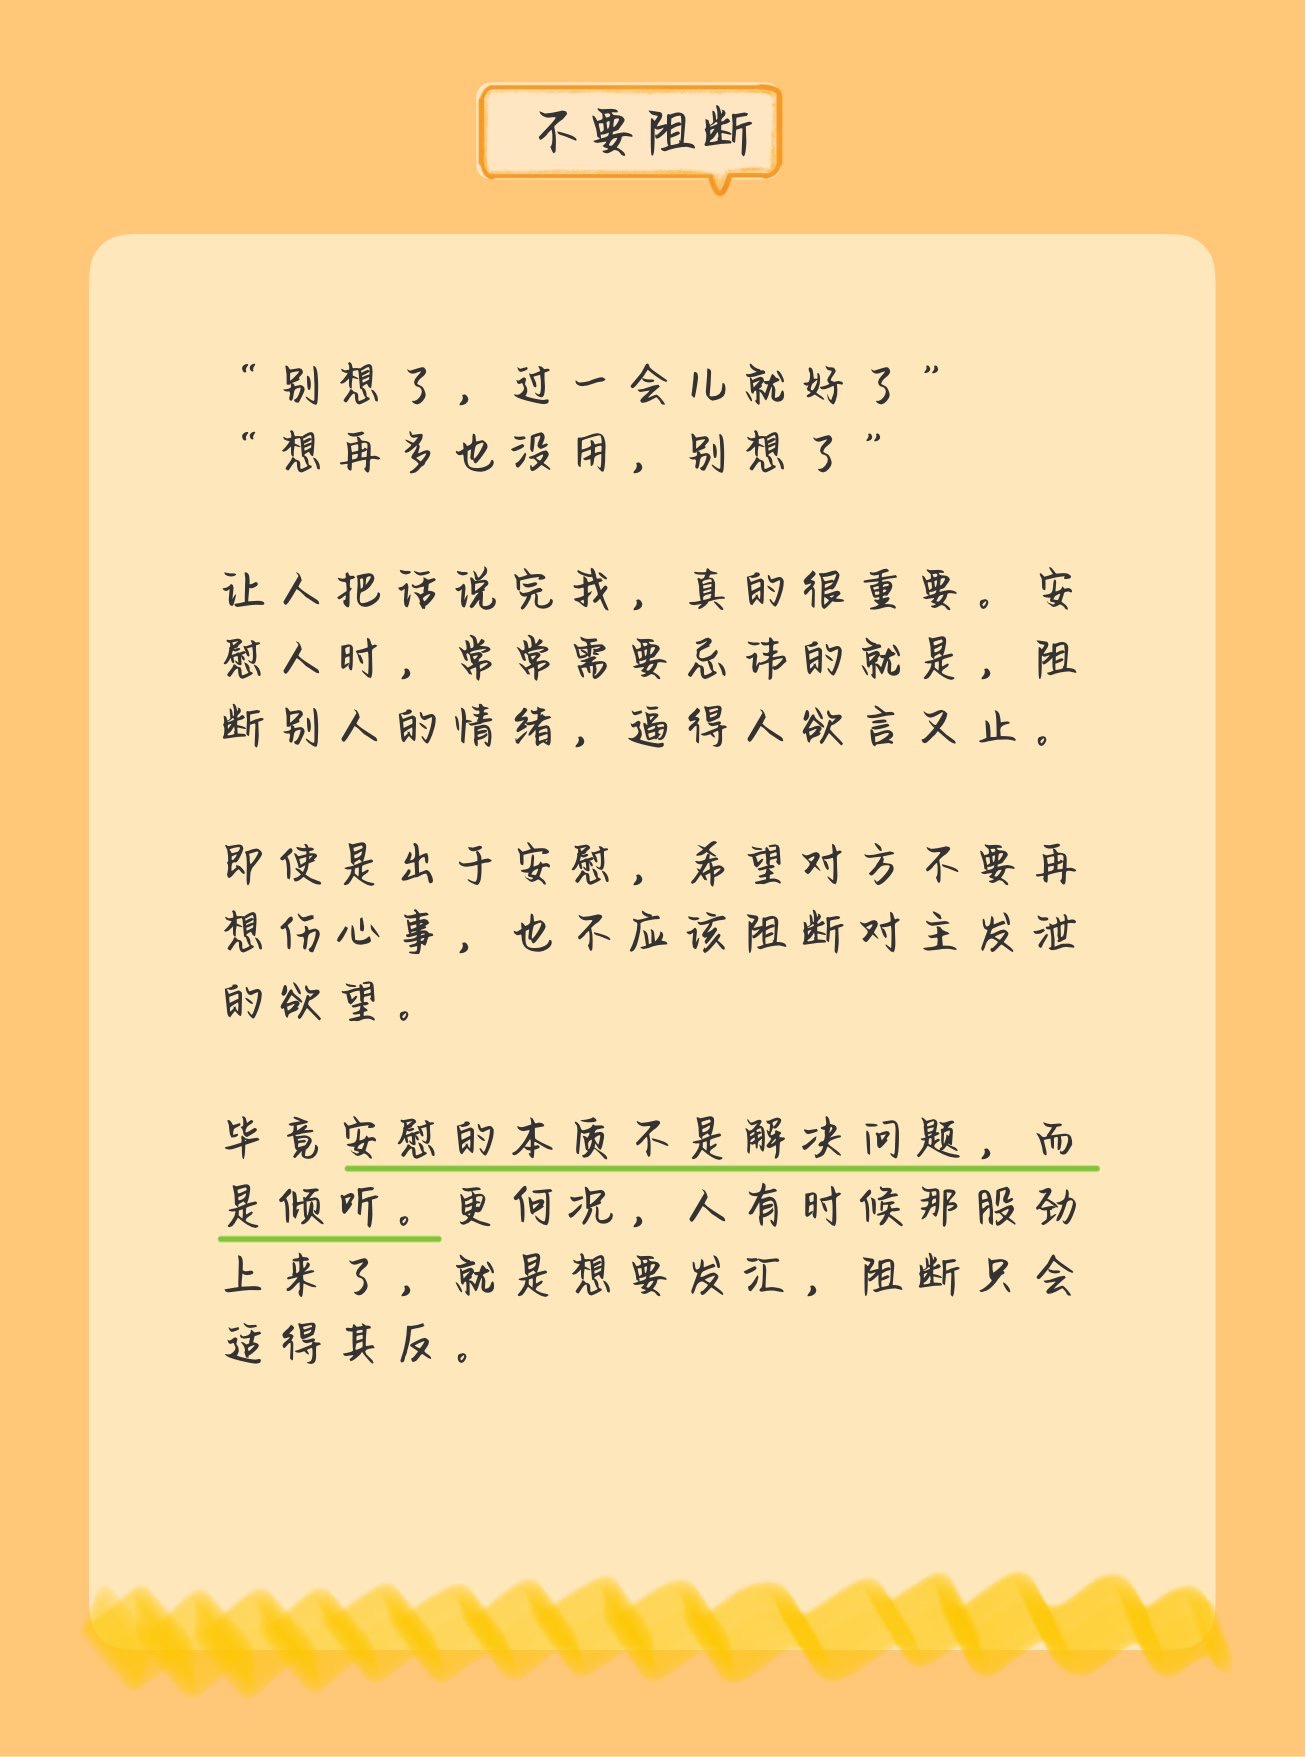 不要阻断
“别想了，过一会儿就好了”
“想再多也没用，别想了”
让人把话说完我，真的很重要。安
慰人时，常常需要忌讳的就是，阻
断别人的情绪，逼得人欲言又止。
即使是出于安慰，希望对方不要再
想伤心事，也不应该阻断对主发泄
的欲望。
毕竟安慰的本质不是解决问题，而
是倾听。更何况，人有时候那股劲
上来了，就是想要发汇，阻断只会
适得其反。